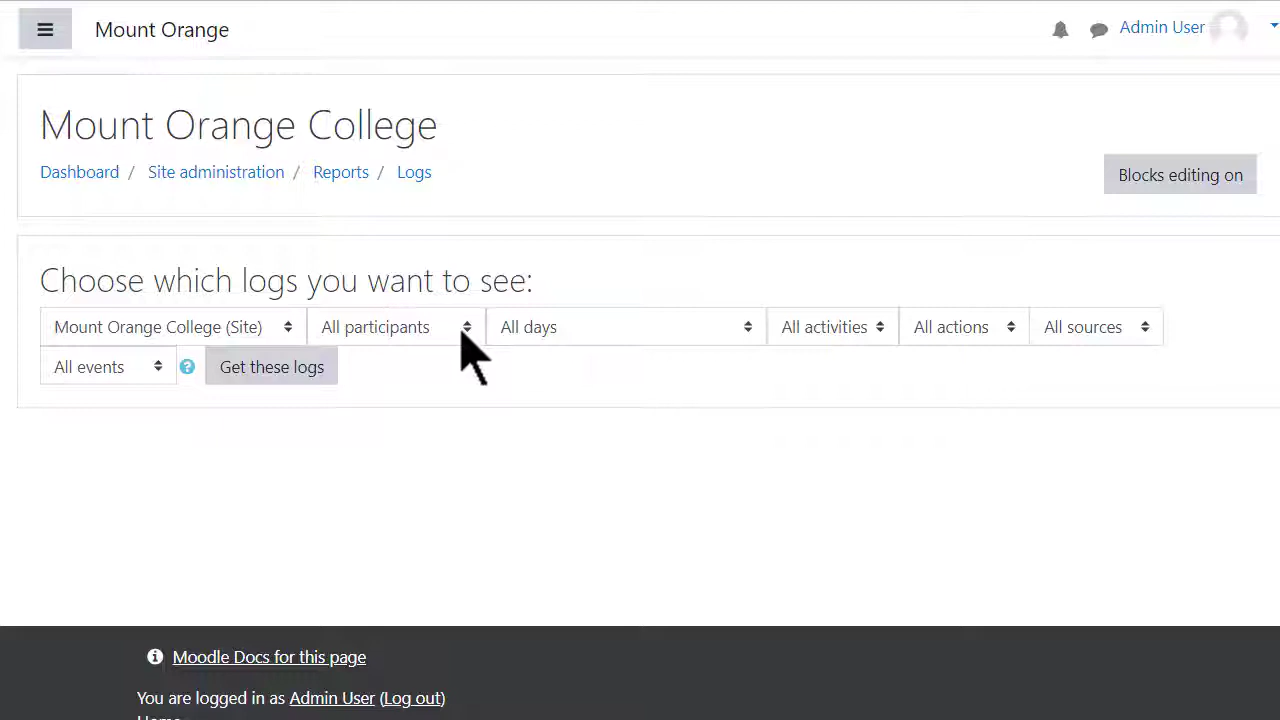 Mount Orange
Admin User
Mount Orange College
Dashboard / Site administration / Reports / Logs
Blocks editing on
Choose which logs you want to see:
Mount Orange College (Site) All participants All days All activities All actions All sources
All events ? Get these logs
Moodle Docs for this page
You are logged in as Admin User (Log out)
Home